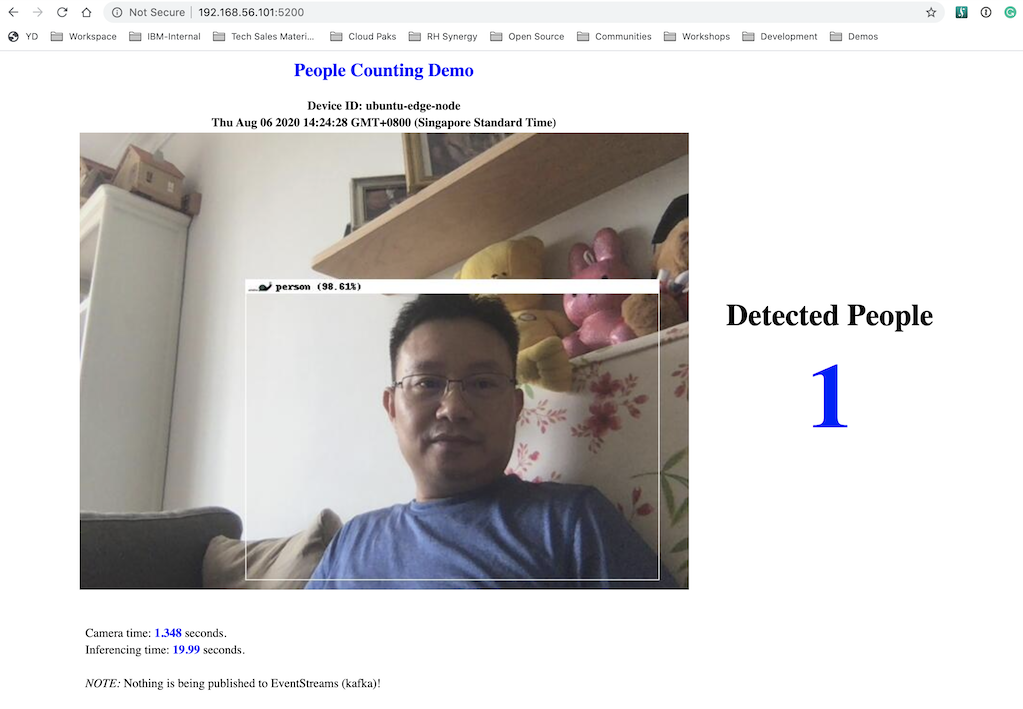 Not Secure | 192.168.56.101:5200
YD Workspace IBM-Internal Tech Sales Materi... Cloud Paks RH Synergy Open Source Communities Workshops Development Demos
People Counting Demo
Device ID: ubuntu-edge-node
Thu Aug 06 2020 14:24:28 GMT+0800 (Singapore Standard Time)
person (98.61%)
Detected People
1
Camera time: 1.348 seconds.
Inferencing time: 19.99 seconds.
NOTE: Nothing is being published to EventStreams (kafka)!